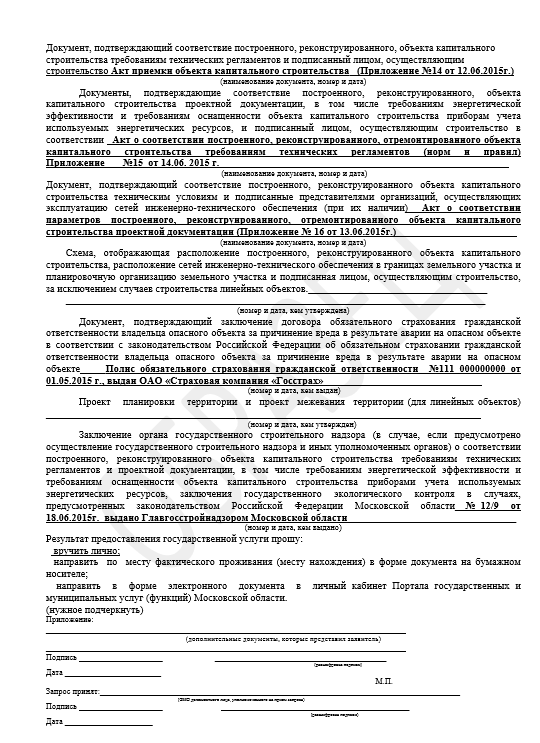 Документ, подтверждающий соответствие построенного, реконструированного, объекта капитального
строительства требованиям технических регламентов и подписанный лицом, осуществляющим
строительство Акт приемки объекта капитального строительства (Приложение №14 от 12.06.2015г.)
(наименование документа, номер и дата)
Документы, подтверждающие соответствие построенного, реконструированного, объекта
капитального строительства проектной документации, в том числе требованиям энергетической
эффективности и требованиям оснащенности объекта капитального строительства приборам учета
используемых энергетических ресурсов, и подписанный лицом, осуществляющим строительство в
соответствии Акт о соответствии построенного, реконструированного, отремонтированного объекта
капитального строительства требованиям технических регламентов (норм и правил)
Приложение №15 от 14.06. 2015 г.
(наименование документа, номер и дата)
Документ, подтверждающий соответствие построенного, реконструированного объекта капитального
строительства техническим условиям и подписанные представителями организаций, осуществляющих
эксплуатацию сетей инженерно-технического обеспечения (при их наличии) Акт о соответствии
параметров построенного, реконструированного, отремонтированного объекта капитального
строительства проектной документации (Приложение № 16 от 13.06.2015г.)
(наименование документа, номер и дата)
Схема, отображающая расположение построенного, реконструированного объекта капитального
строительства, расположение сетей инженерно-технического обеспечения в границах земельного участка и
планировочную организацию земельного участка и подписанная лицом, осуществляющим строительство,
за исключением случаев строительства линейных объектов.
(номер и дата, кем утверждена)
Документ, подтверждающий заключение договора обязательного страхования гражданской
ответственности владельца опасного объекта за причинение вреда в результате аварии на опасном объекте
в соответствии с законодательством Российской Федерации об обязательном страховании гражданской
ответственности владельца опасного объекта за причинение вреда в результате аварии на опасном
объекте Полис обязательного страхования гражданской ответственности №111 000000000 от
01.05.2015 г., выдан ОАО «Страховая компания «Госстрах»
(номер и дата, кем выдан)
Проект планировки территории и проект межевания территории (для линейных объектов)
(номер и дата, кем утвержден)
Заключение органа государственного строительного надзора (в случае, если предусмотрено
осуществление государственного строительного надзора и иных уполномоченных органов) о соответствии
построенного, реконструированного, объекта капитального строительства требованиям технических
регламентов и проектной документации, в том числе требованиям энергетической эффективности и
требованиям оснащенности объекта капитального строительства приборами учета используемых
энергетических ресурсов, заключения государственного экологического контроля в случаях,
предусмотренных законодательством Российской Федерации Московской области № 12/9 от
18.06.2015г. выдано Главгосстройнадзором Московской области
(номер и дата, кем выдано)
Результат предоставления государственной услуги прошу:
вручить лично;
направить по месту фактического проживания (месту нахождения) в форме документа на бумажном
носителе;
направить в форме электронного документа в личный кабинет Портала государственных и
муниципальных услуг (функций) Московской области.
(нужное подчеркнуть)
Приложение:
(дополнительные документы, которые представил заявитель)
Подпись
(расшифровка подписи)
Дата
М.П.
Запрос принят:
Подпись
(расшифровка подписи)
Дата
ОБРАЗЕЦ